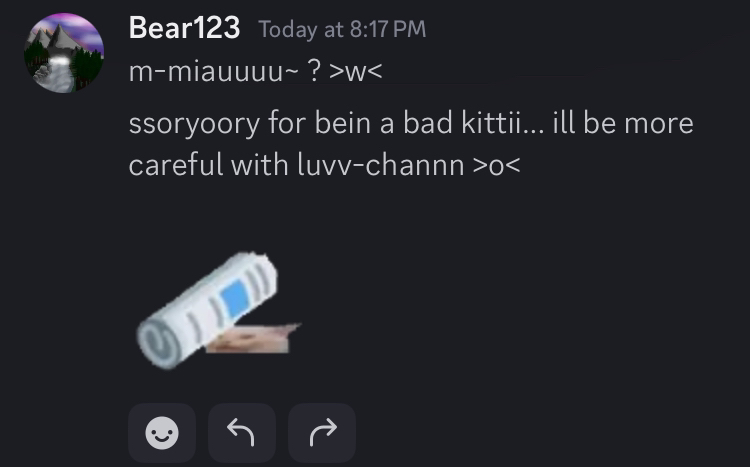 Bear123 Today at 8:17 PM
m-miauuuu~ ? >w<
ssoryoory for bein a bad kittii... ill be more
careful with luvv-channn >o<